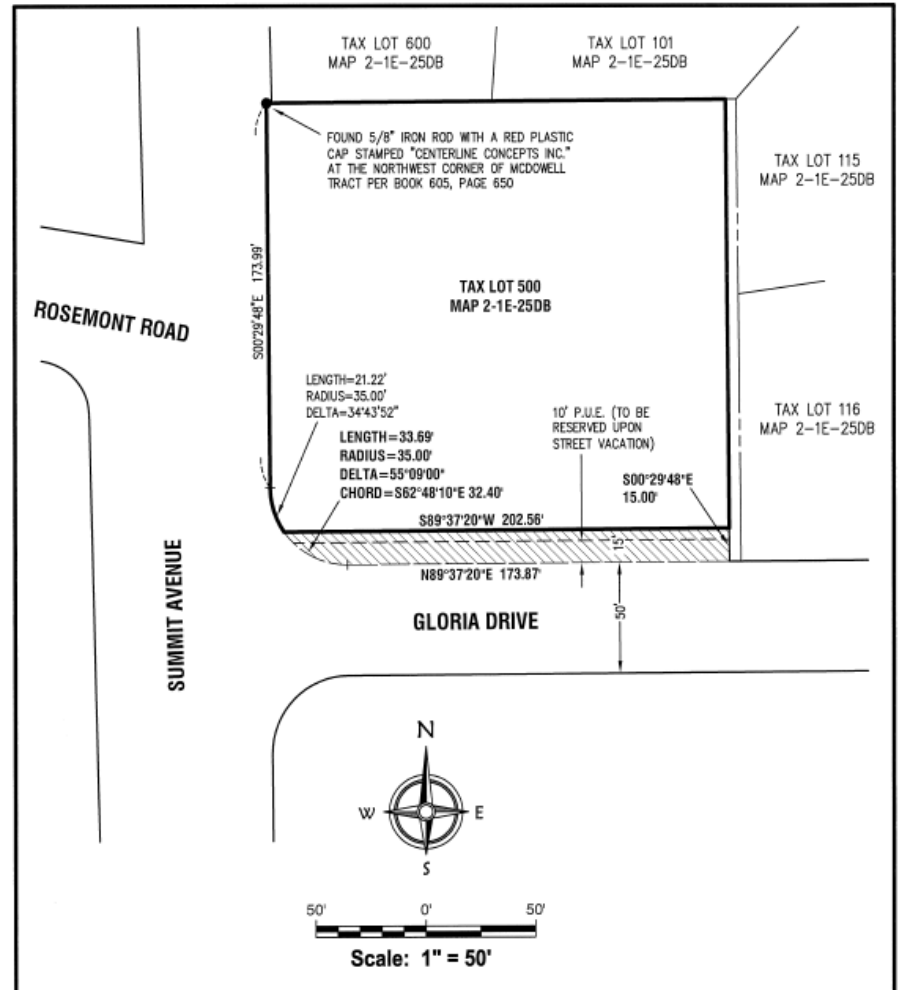 TAX LOT 600
MAP 2-1E-25DB
TAX LOT 101
MAP 2-1E-25DB
FOUND 5/8" IRON ROD WITH A RED PLASTIC
CAP STAMPED "CENTERLINE CONCEPTS INC."
AT THE NORTHWEST CORNER OF MCDOWELL
TRACT PER BOOK 605, PAGE 650
TAX LOT 115
MAP 2-1E-25DB
S00°29'48"E 173.99'
TAX LOT 500
MAP 2-1E-25DB
ROSEMONT ROAD
LENGTH=21.22'
RADIUS=35.00'
DELTA=34°43'52"
LENGTH=33.69'
RADIUS=35.00'
DELTA=55°09'00"
CHORD=S62°48'10"E 32.40'
10' P.U.E. (TO BE
RESERVED UPON
STREET VACATION)
TAX LOT 116
MAP 2-1E-25DB
S00°29'48"E
15.00'
S89°37'20"W 202.56'
15'
N89°37'20"E 173.87'
50'
SUMMIT AVENUE
GLORIA DRIVE
N
W
E
S
50'
0'
50'
Scale: 1" = 50'